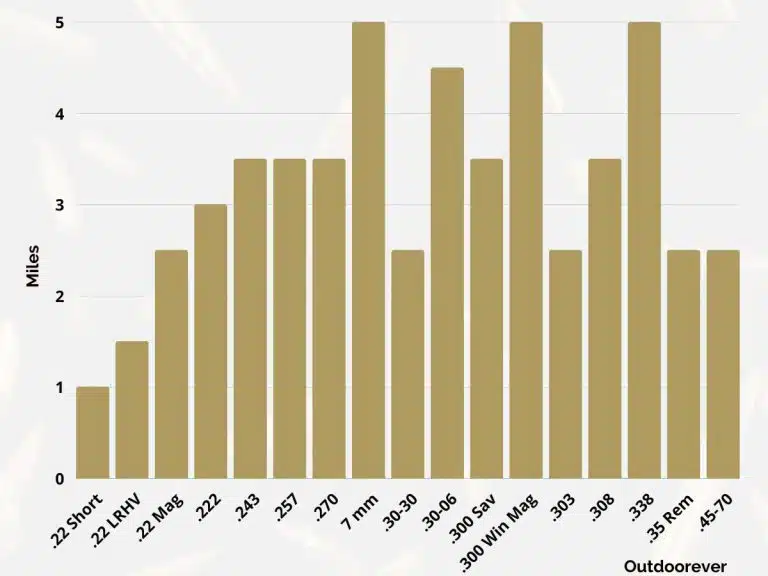 5
4
3
2
1
0
Miles
.22 Short
.22 LRHV
.22 Mag
.222
.243
.257
.270
7 mm
.30-30
.30-06
.300 Sav
.300 Win Mag
.303
.308
.338
.35 Rem
.45-70
Outdoorever